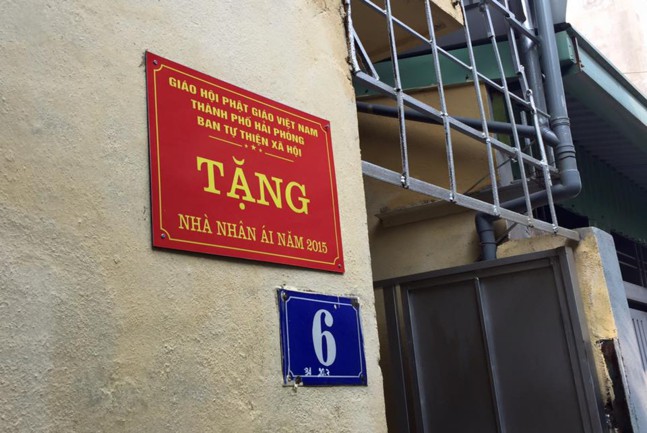 GIÁO HỘI PHẬT GIÁO VIỆT NAM
THÀNH PHỐ HẢI PHÒNG
BAN TỰ THIỆN XÃ HỘI
TẶNG
NHÀ NHÂN ÁI NĂM 2015
6